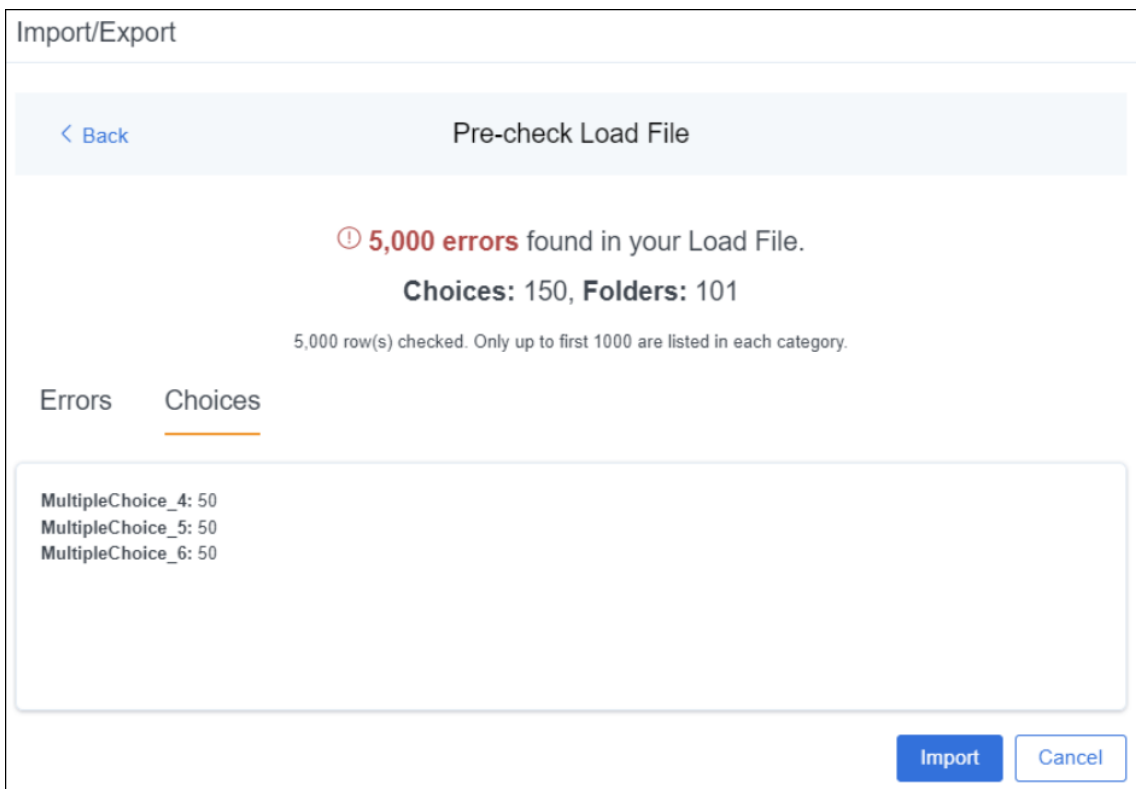 Import/Export
< Back
Pre-check Load File
5,000 errors found in your Load File.
Choices: 150, Folders: 101
5,000 row(s) checked. Only up to first 1000 are listed in each category.
Errors Choices
MultipleChoice_4: 50
MultipleChoice_5: 50
MultipleChoice_6: 50
Import Cancel